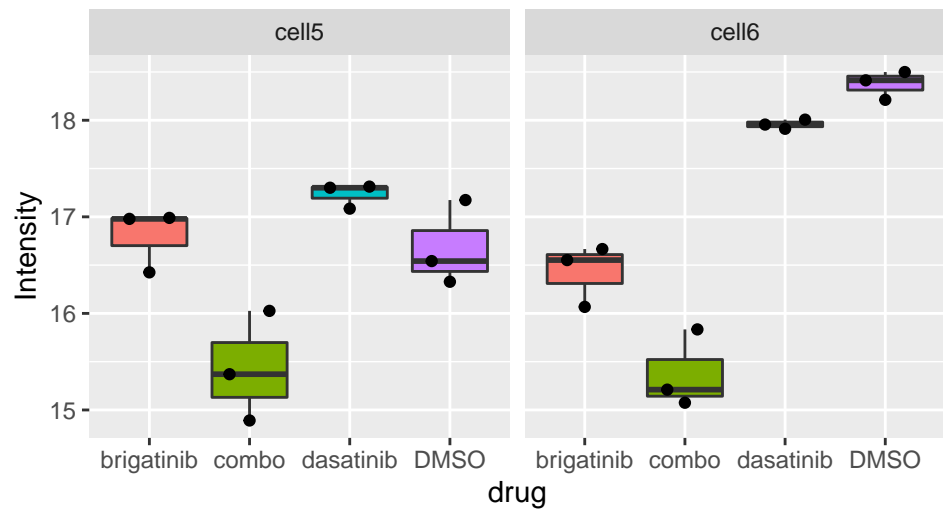 cell5 cell6
Intensity
18
17
16
15
brigatinib combo dasatinib DMSO brigatinib combo dasatinib DMSO
drug